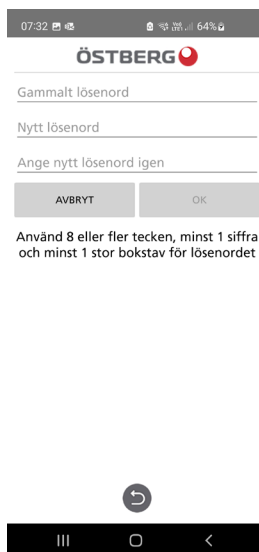 07:32 64%
ÖSTBERG
Gammalt lösenord
Nytt lösenord
Ange nytt lösenord igen
AVBRYT OK
Använd 8 eller fler tecken, minst 1 siffra
och minst 1 stor bokstav för lösenordet